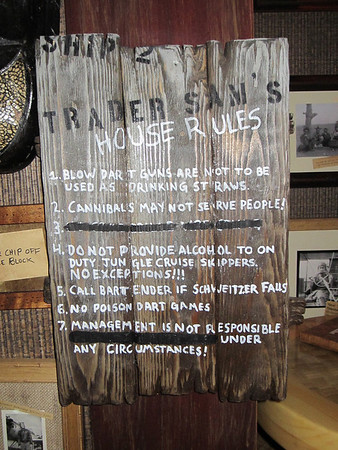 SHIP 2
TRADER SAM'S
HOUSE RULES
1. BLOW DART GUNS ARE NOT TO BE
USED AS DRINKING STRAWS.
2. CANNIBALS MAY NOT SERVE PEOPLE!
3.
4. DO NOT PROVIDE ALCOHOL TO ON
DUTY JUNGLE CRUISE SKIPPERS.
NO EXCEPTIONS!!!
5. CALL BARTENDER IF SCHWEITZER FALLS
6. NO POISON DART GAMES
7. MANAGEMENT IS NOT RESPONSIBLE
UNDER
ANY CIRCUMSTANCES!
CHIP OFF
BLOCK